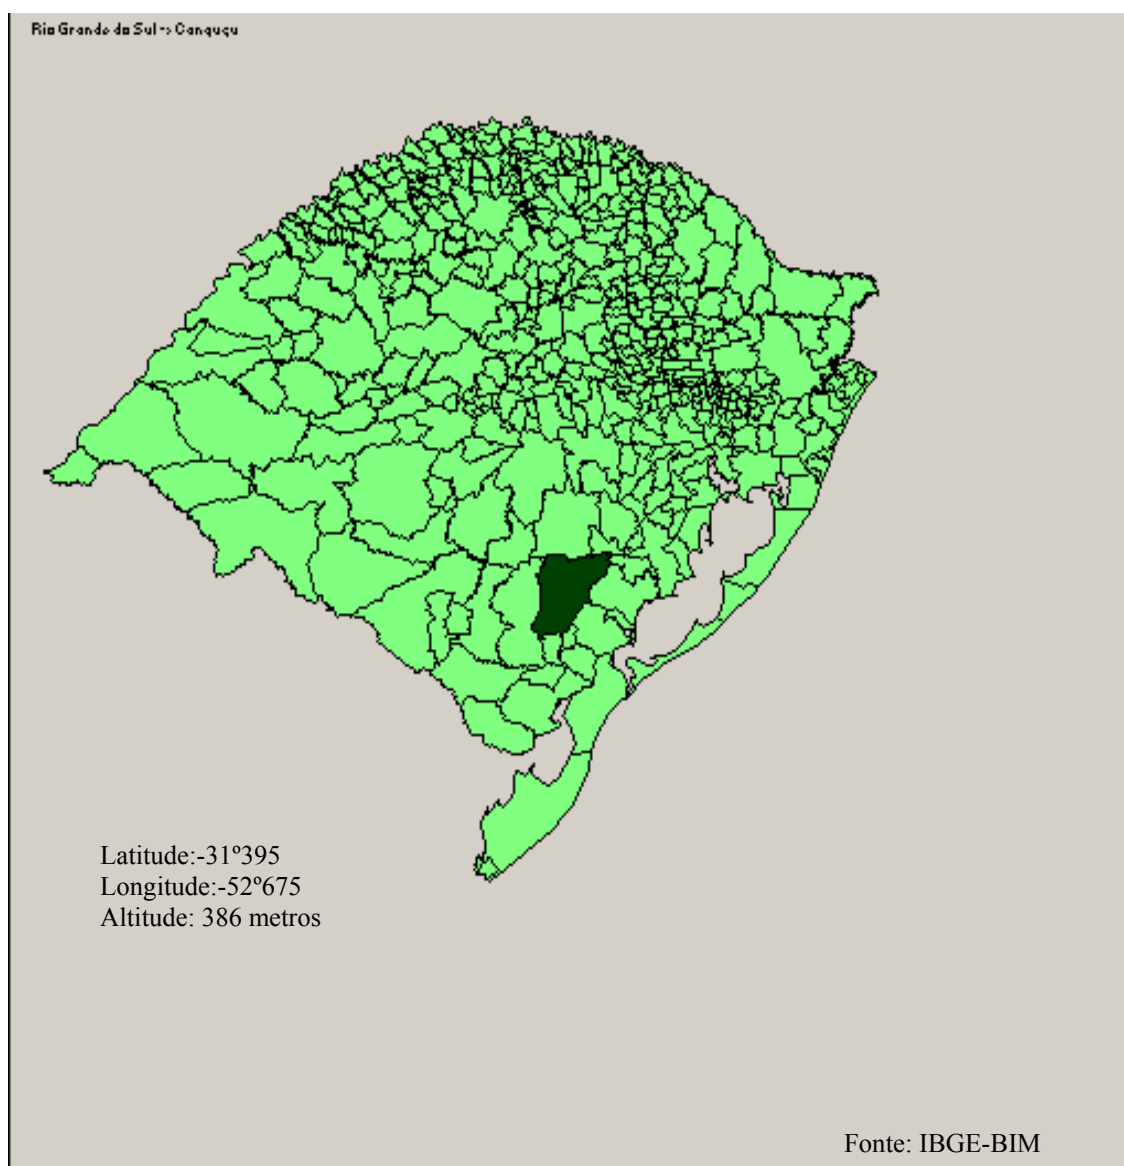 Rio Grande do Sul -> Canguçu
Latitude:-31º395
Longitude:-52º675
Altitude: 386 metros
Fonte: IBGE-BIM